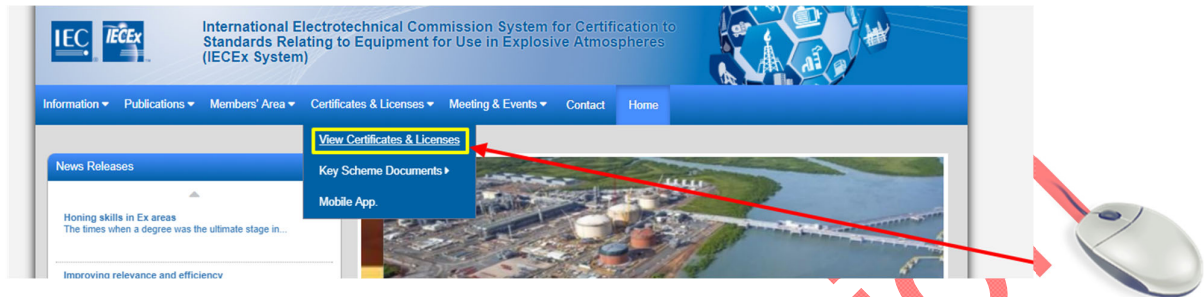 IEC
IECEx
International Electrotechnical Commission System for Certification to
Standards Relating to Equipment for Use in Explosive Atmospheres
(IECEx System)
Information
Publications
Members' Area
Certificates & Licenses
Meeting & Events
Contact
Home
View Certificates & Licenses
Key Scheme Documents
Mobile App.
News Releases
Honing skills in Ex areas
The times when a degree was the ultimate stage in...
Improving relevance and efficiency